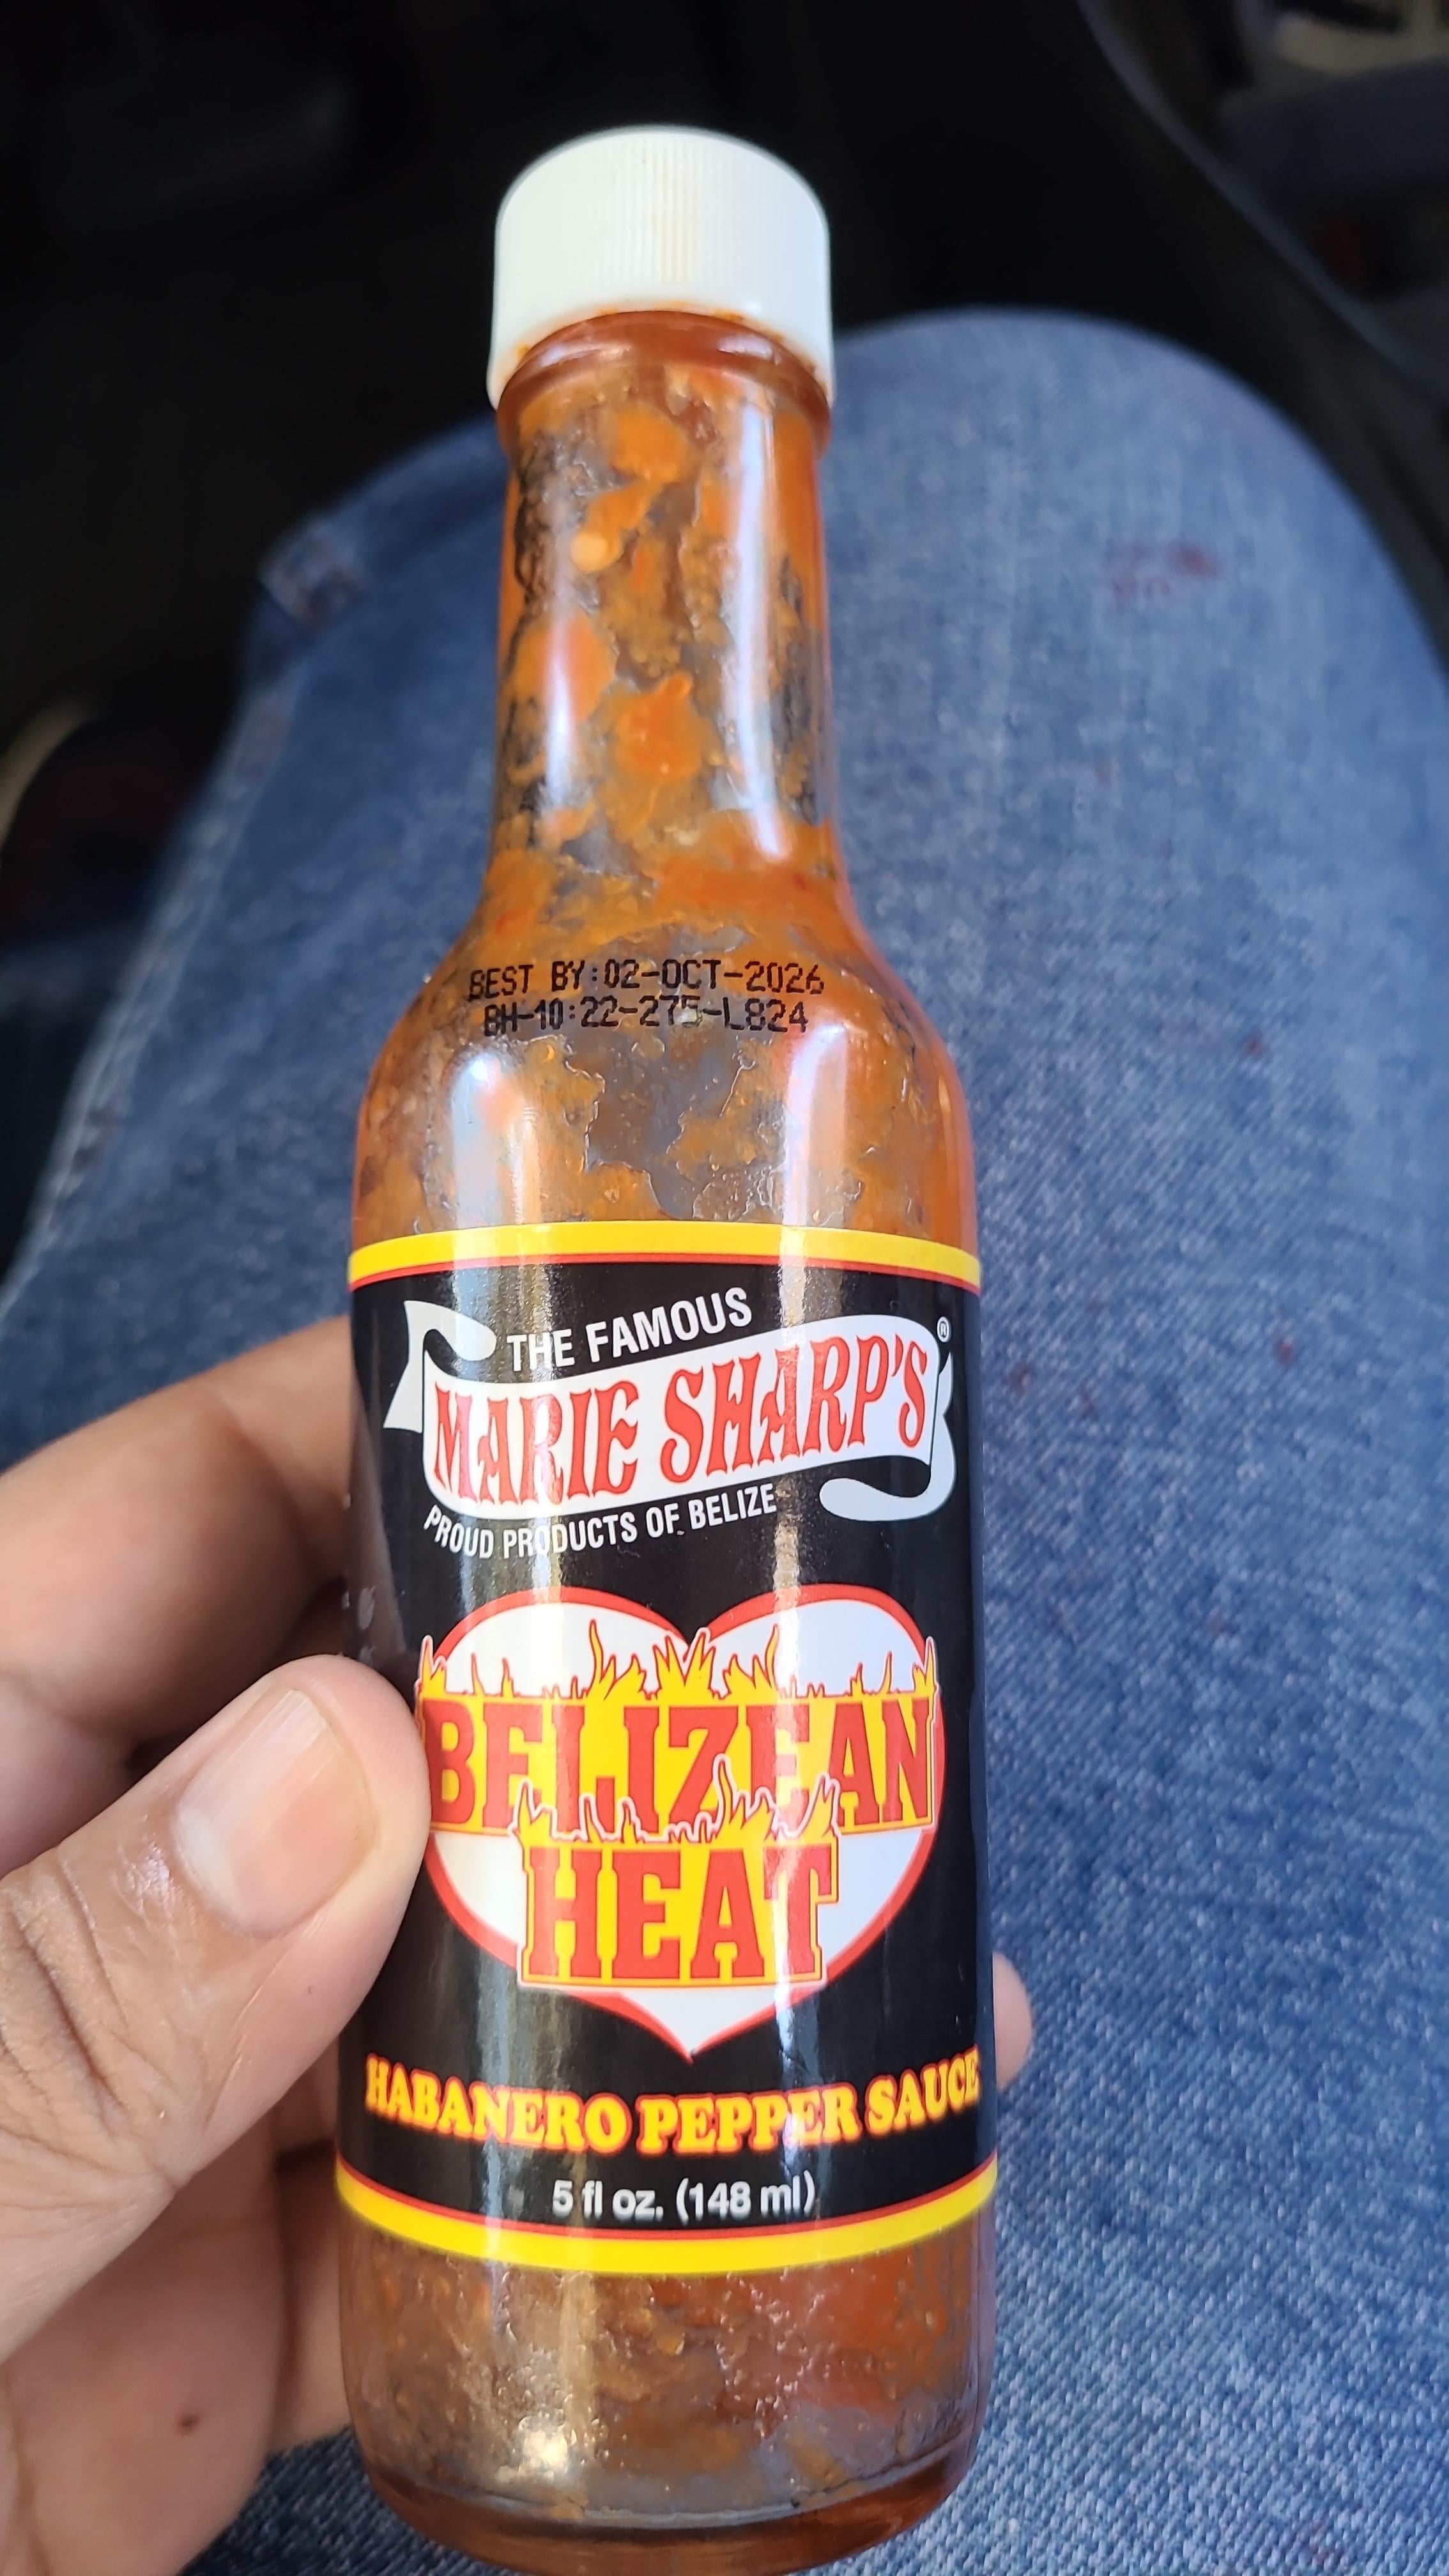 BEST BY:02-OCT-2026
BH-10:22-275-L824
THE FAMOUS
MARIE SHARP'S®
PROUD PRODUCTS OF BELIZE
BELIZEAN
HEAT
HABANERO PEPPER SAUCE
5 fl oz. (148 ml)